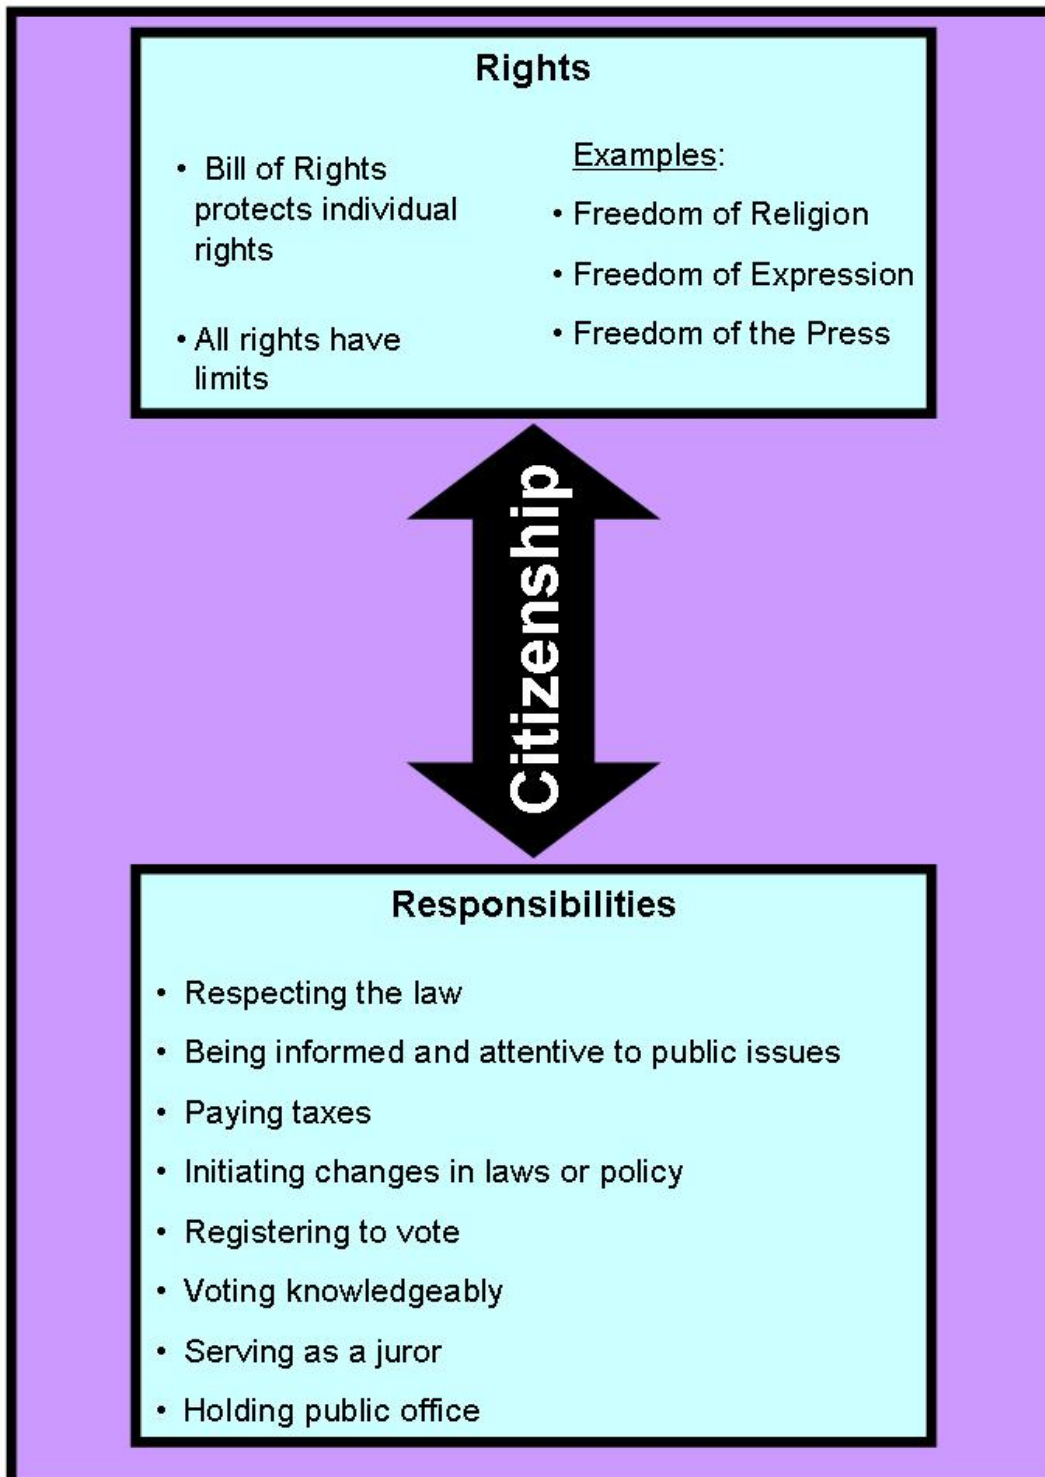 Rights
• Bill of Rights
protects individual
rights
• All rights have
limits
Examples:
• Freedom of Religion
• Freedom of Expression
• Freedom of the Press
Citizenship
Responsibilities
• Respecting the law
• Being informed and attentive to public issues
• Paying taxes
• Initiating changes in laws or policy
• Registering to vote
• Voting knowledgeably
• Serving as a juror
• Holding public office